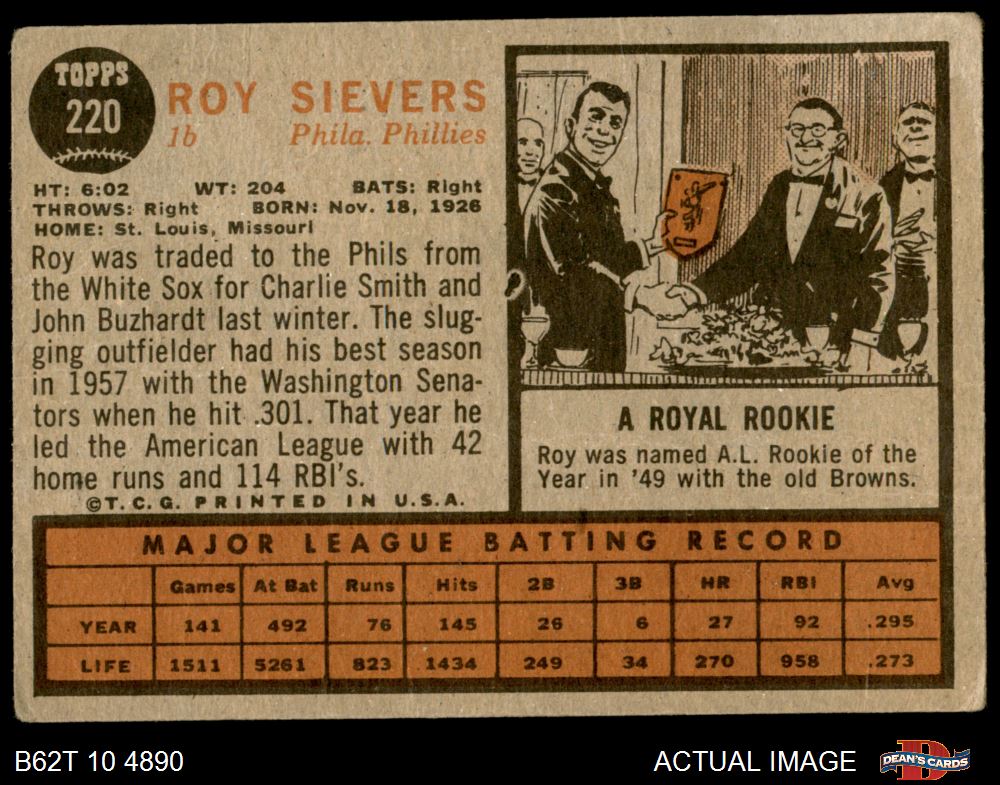 TOPPS
220
ROY SIEVERS
1b Phila. Phillies
HT: 6:02 WT: 204 BATS: Right
THROWS: Right BORN: Nov. 18, 1926
HOME: St. Louis, Missouri
Roy was traded to the Phils from
the White Sox for Charlie Smith and
John Buzhardt last winter. The slug-
ging outfielder had his best season
in 1957 with the Washington Sena-
tors when he hit .301. That year he
led the American League with 42
home runs and 114 RBI's.
©T.C.G. PRINTED IN U.S.A.
A ROYAL ROOKIE
Roy was named A.L. Rookie of the
Year in '49 with the old Browns.
MAJOR LEAGUE BATTING RECORD
Games At Bat Runs Hits 2B 3B HR RBI Avg
YEAR 141 492 76 145 26 6 27 92 .295
LIFE 1511 5261 823 1434 249 34 270 958 .273
B62T 10 4890 ACTUAL IMAGE DEAN'S CARDS